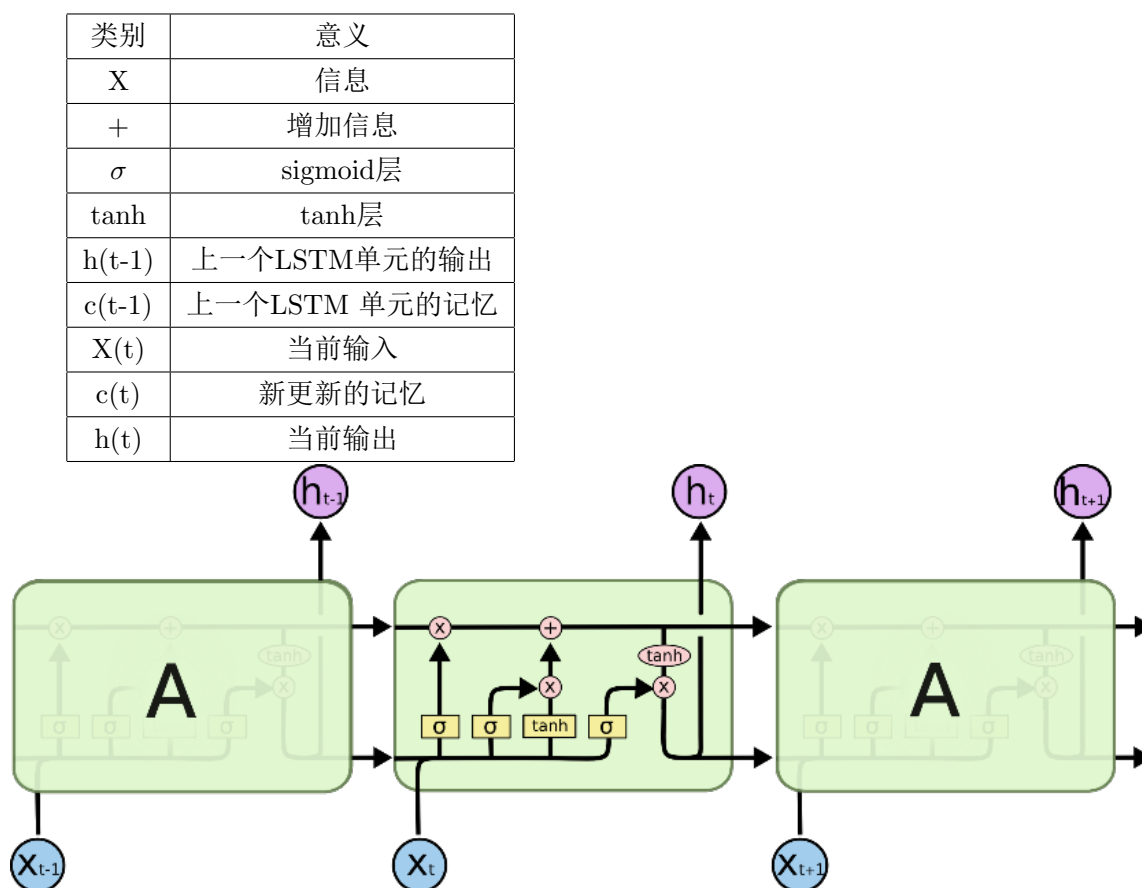 类别 意义
X 信息
+ 增加信息
σ sigmoid层
tanh tanh层
h(t-1) 上一个LSTM单元的输出
c(t-1) 上一个LSTM 单元的记忆
X(t) 当前输入
c(t) 新更新的记忆
h(t) 当前输出
ht-1 ht ht+1
x + x + x +
tanh tanh tanh
A x x x A x
σ σ σ σ σ tanh σ σ σ σ
xt-1 xt xt+1